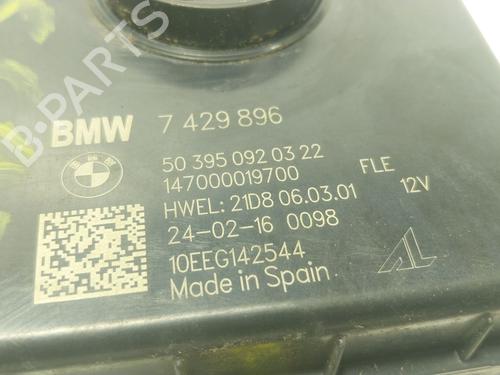 BMW 7 429 896
50 395 092 03 22
147000019700
FLE
HWEL: 21D8 06.03.01
12V
24-02-16 0098
10EEG142544
Made in Spain
B-PARTS